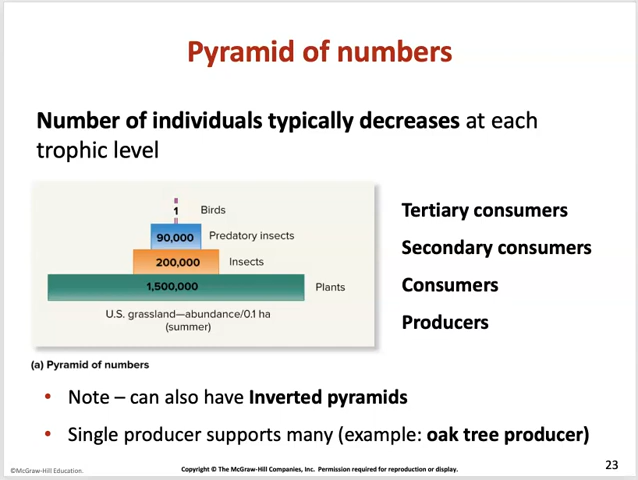 Pyramid of numbers
Number of individuals typically decreases at each
trophic level
1 Birds
90,000 Predatory insects
200,000 Insects
1,500,000 Plants
U.S. grassland—abundance/0.1 ha
(summer)
Tertiary consumers
Secondary consumers
Consumers
Producers
(a) Pyramid of numbers
• Note – can also have Inverted pyramids
• Single producer supports many (example: oak tree producer)
©McGraw-Hill Education.
Copyright © The McGraw-Hill Companies, Inc. Permission required for reproduction or display.
23